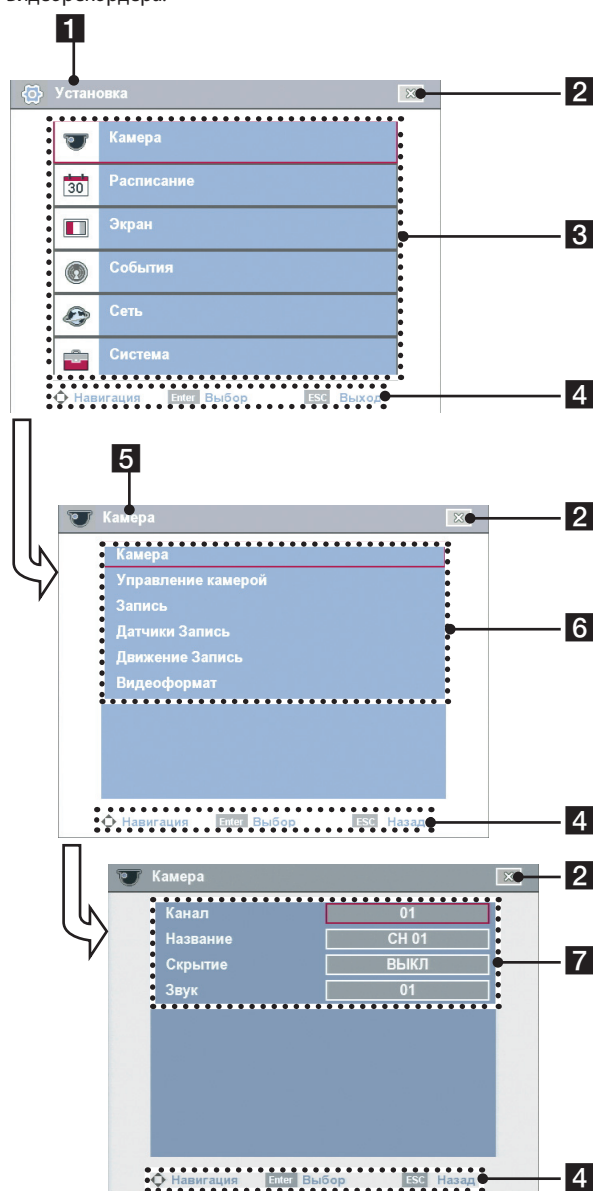 видеорекордера.
1
Установка
2
Камера
30 Расписание
Экран
3
События
Сеть
Система
Навигация Enter Выбор ESC Выход
4
5
Камера
2
Камера
Управление камерой
Запись
Датчики Запись
6
Движение Запись
Видеоформат
Навигация Enter Выбор ESC Назад
4
Камера
2
Канал 01
Название CH 01
Скрытие ВЫКЛ
7
Звук 01
Навигация Enter Выбор ESC Назад
4